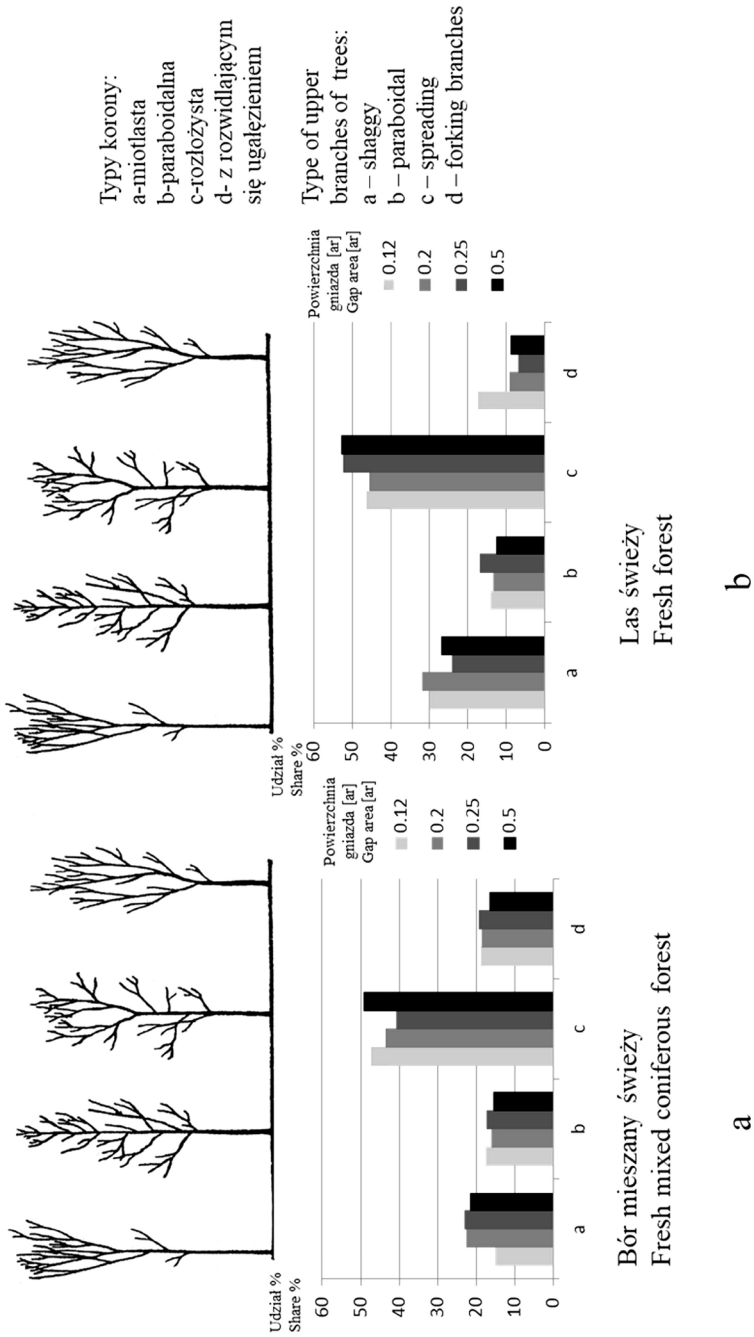 Typy korony:
a-miotlasta
b-paraboidalna
c-rozłożysta
d- z rozwidlającym
się ugałęzieniem
Type of upper
branches of trees:
a – shaggy
b – paraboidal
c – spreading
d – forking branches
Udział %
Share %
60
50
40
30
20
10
0
a
b
c
d
Powierzchnia
gniazda [ar]
Gap area [ar]
0.12
0.2
0.25
0.5
Bór mieszany świeży
Fresh mixed coniferous forest
a
Udział %
Share %
60
50
40
30
20
10
0
a
b
c
d
Powierzchnia
gniazda [ar]
Gap area [ar]
0.12
0.2
0.25
0.5
Las świeży
Fresh forest
b